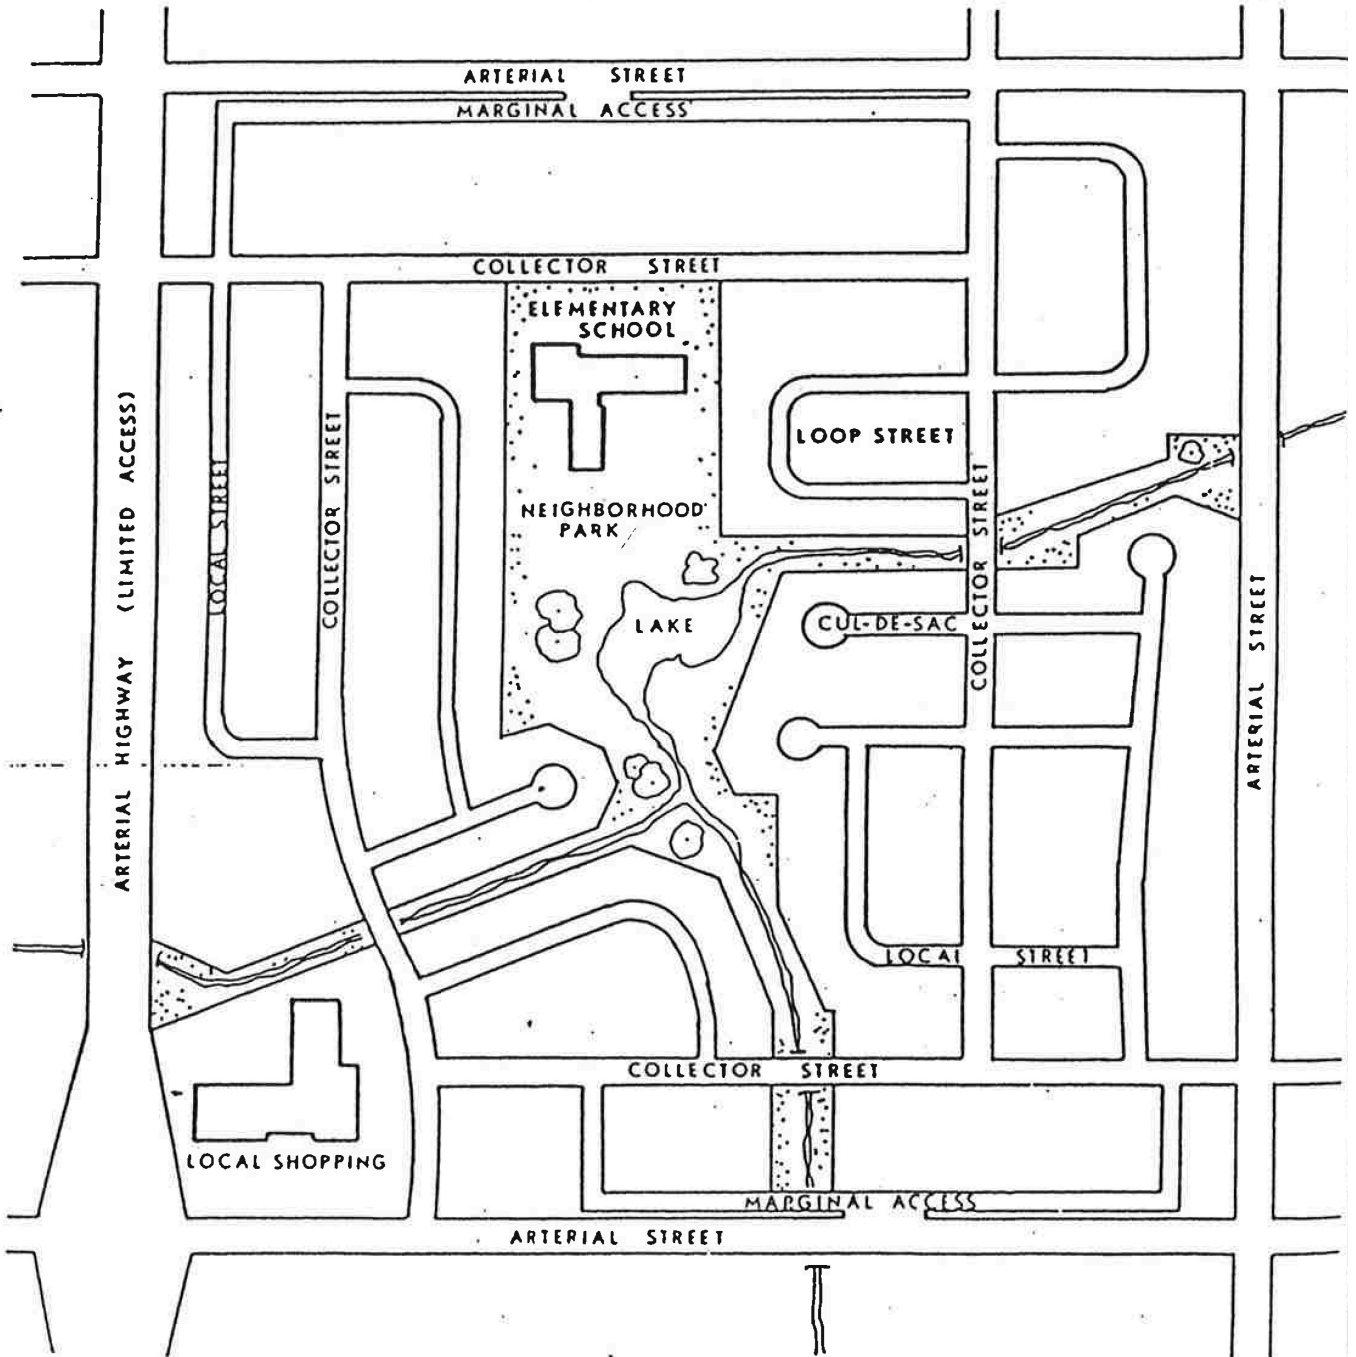 ARTERIAL STREET
MARGINAL ACCESS
COLLECTOR STREET
ELEMENTARY
SCHOOL
ARTERIAL HIGHWAY (LIMITED ACCESS)
LOCAL STREET
COLLECTOR STREET
LOOP STREET
NEIGHBORHOOD
PARK
COLLECTOR STREET
LAKE
CUL-DE-SAC
ARTERIAL STREET
LOCAL STREET
COLLECTOR STREET
LOCAL SHOPPING
MARGINAL ACCESS
ARTERIAL STREET